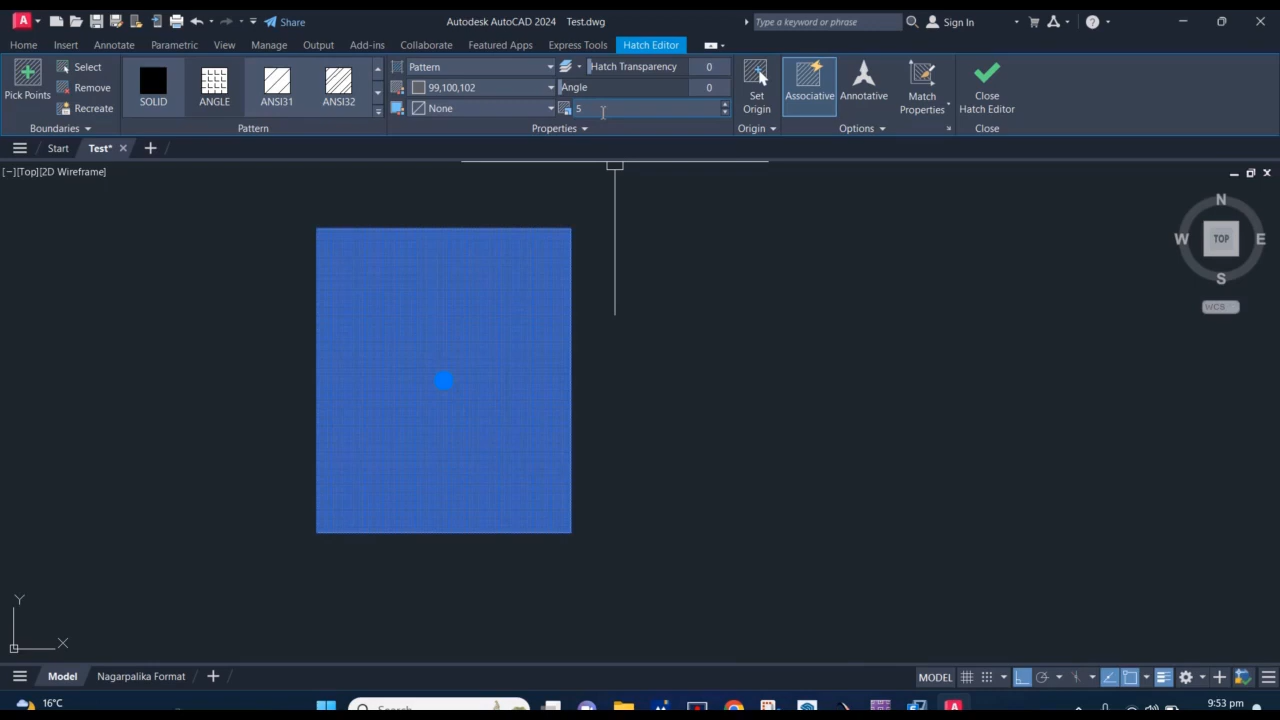 A Share Autodesk AutoCAD 2024 Test.dwg Type a keyword or phrase Sign In ?
Home Insert Annotate Parametric View Manage Output Add-ins Collaborate Featured Apps Express Tools Hatch Editor
Pick Points
Select
Remove
Recreate
Boundaries
SOLID ANGLE ANSI31 ANSI32
Pattern
Pattern
99,100,102
None
Hatch Transparency 0
Angle 0
5
Properties
Set
Origin
Origin
Associative Annotative Match
Properties
Options
Close
Hatch Editor
Close
Start Test*
[−][Top][2D Wireframe]
N
W TOP E
S
WCS
Y
X
Model Nagarpalika Format MODEL
16°C Search 9:53 pm